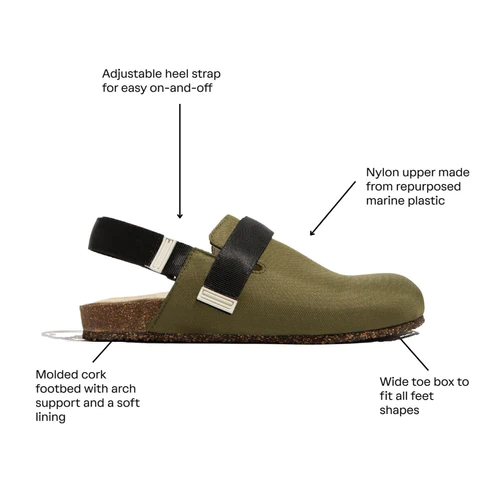 Adjustable heel strap
for easy on-and-off
Nylon upper made
from repurposed
marine plastic
Molded cork
footbed with arch
support and a soft
lining
Wide toe box to
fit all feet
shapes